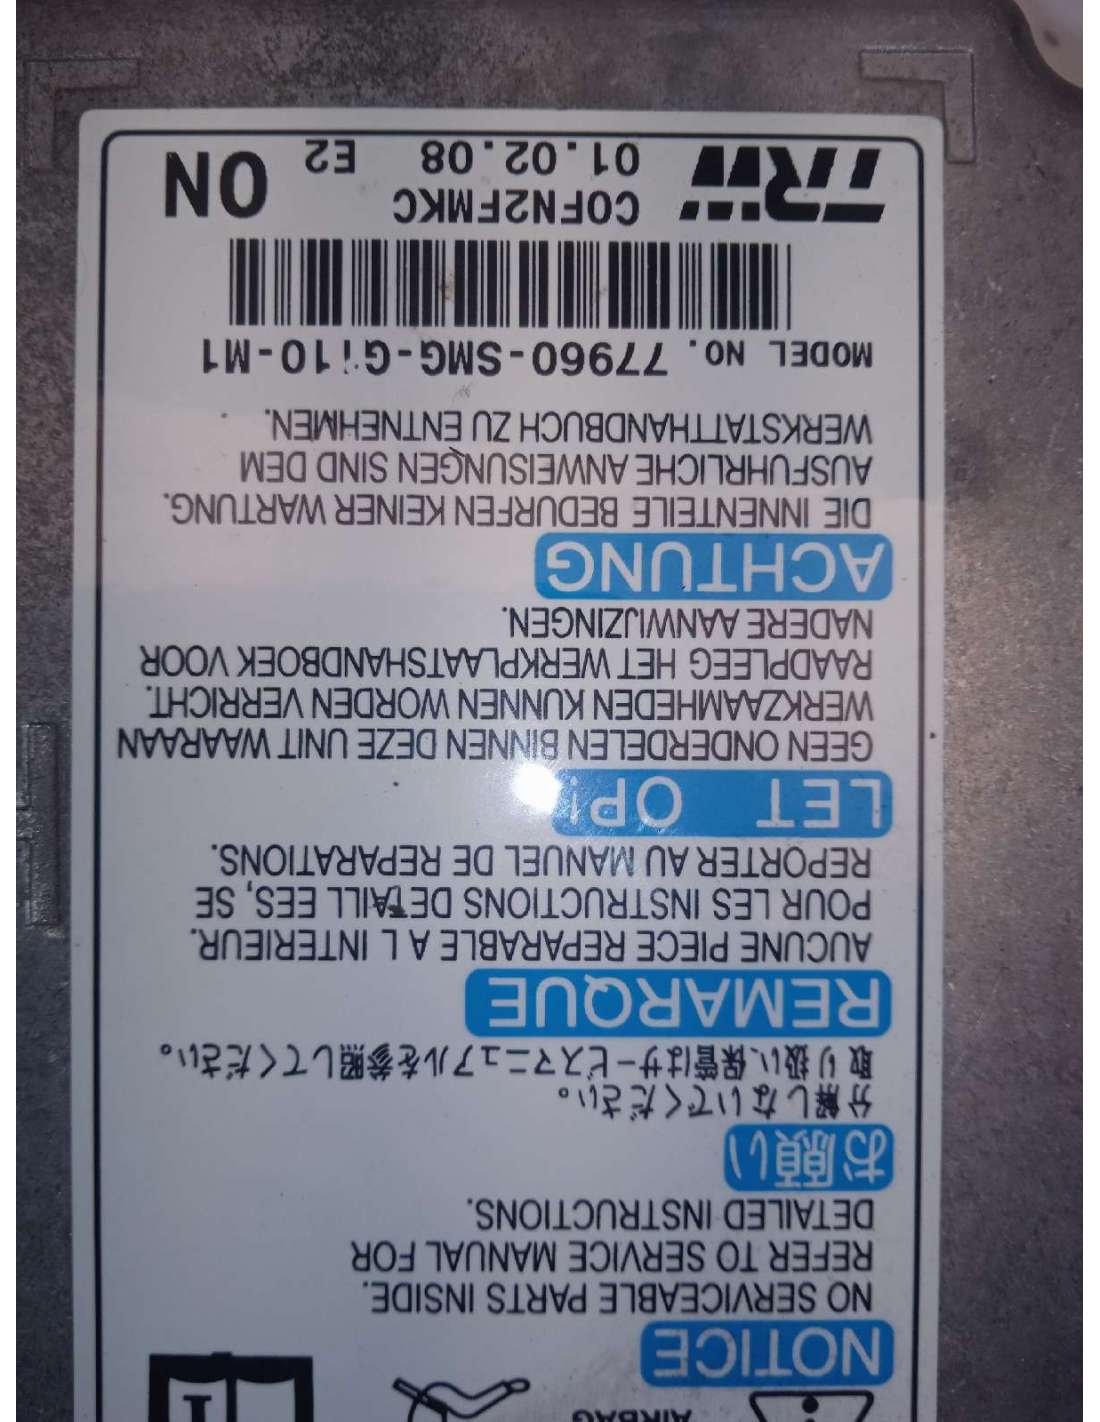 AIRBAG
NOTICE
NO SERVICEABLE PARTS INSIDE.
REFER TO SERVICE MANUAL FOR
DETAILED INSTRUCTIONS.
お願い
分解しないでください。
取り扱い、保管はサービスマニュアルを参照してください。
REMARQUE
AUCUNE PIECE REPARABLE A L INTERIEUR.
POUR LES INSTRUCTIONS DETAILL EES, SE
REPORTER AU MANUEL DE REPARATIONS.
LET OP!
GEEN ONDERDELEN BINNEN DEZE UNIT WAARAAN
WERKZAAMHEDEN KUNNEN WORDEN VERRICHT.
RAADPLEEG HET WERKPLAATSHANDBOEK VOOR
NADERE AANWIJZINGEN.
ACHTUNG
DIE INNENTEILE BEDURFEN KEINER WARTUNG.
AUSFUHRLICHE ANWEISUNGEN SIND DEM
WERKSTATTHANDBUCH ZU ENTNEHMEN.
MODEL NO. 77960-SMG-G110-M1
TRW COFN2FMKC
01.02.08 E2 ON